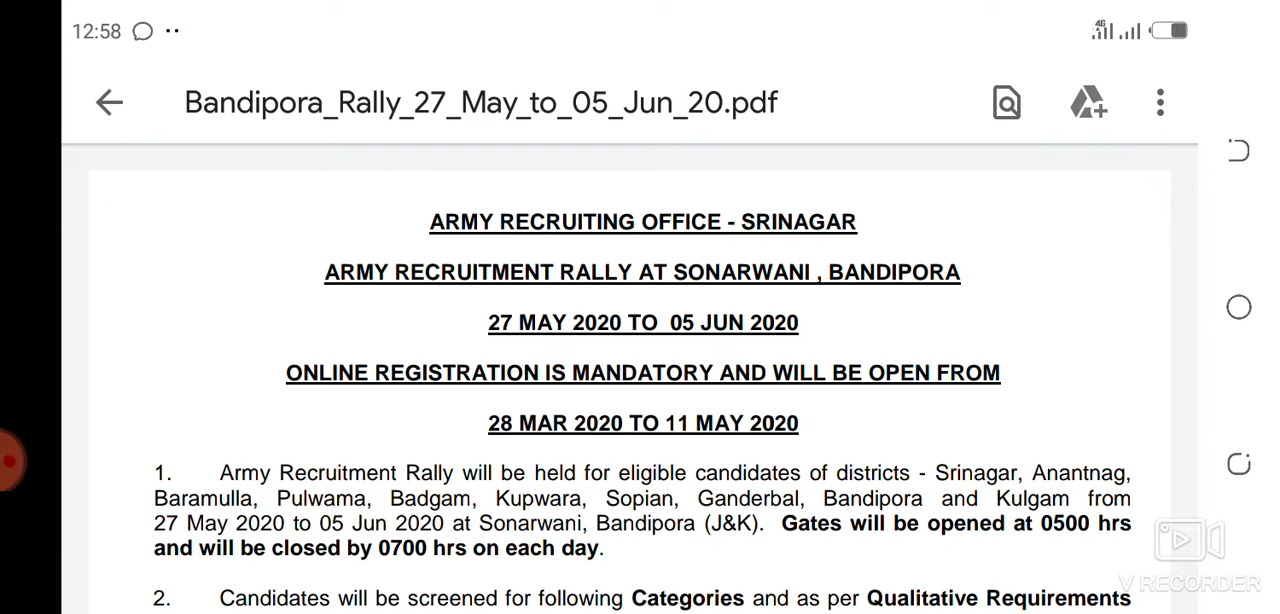 12:58
4G
Bandipora_Rally_27_May_to_05_Jun_20.pdf
ARMY RECRUITING OFFICE - SRINAGAR
ARMY RECRUITMENT RALLY AT SONARWANI , BANDIPORA
27 MAY 2020 TO 05 JUN 2020
ONLINE REGISTRATION IS MANDATORY AND WILL BE OPEN FROM
28 MAR 2020 TO 11 MAY 2020
1. Army Recruitment Rally will be held for eligible candidates of districts - Srinagar, Anantnag,
Baramulla, Pulwama, Badgam, Kupwara, Sopian, Ganderbal, Bandipora and Kulgam from
27 May 2020 to 05 Jun 2020 at Sonarwani, Bandipora (J&K). Gates will be opened at 0500 hrs
and will be closed by 0700 hrs on each day.
2. Candidates will be screened for following Categories and as per Qualitative Requirements
V RECORDER